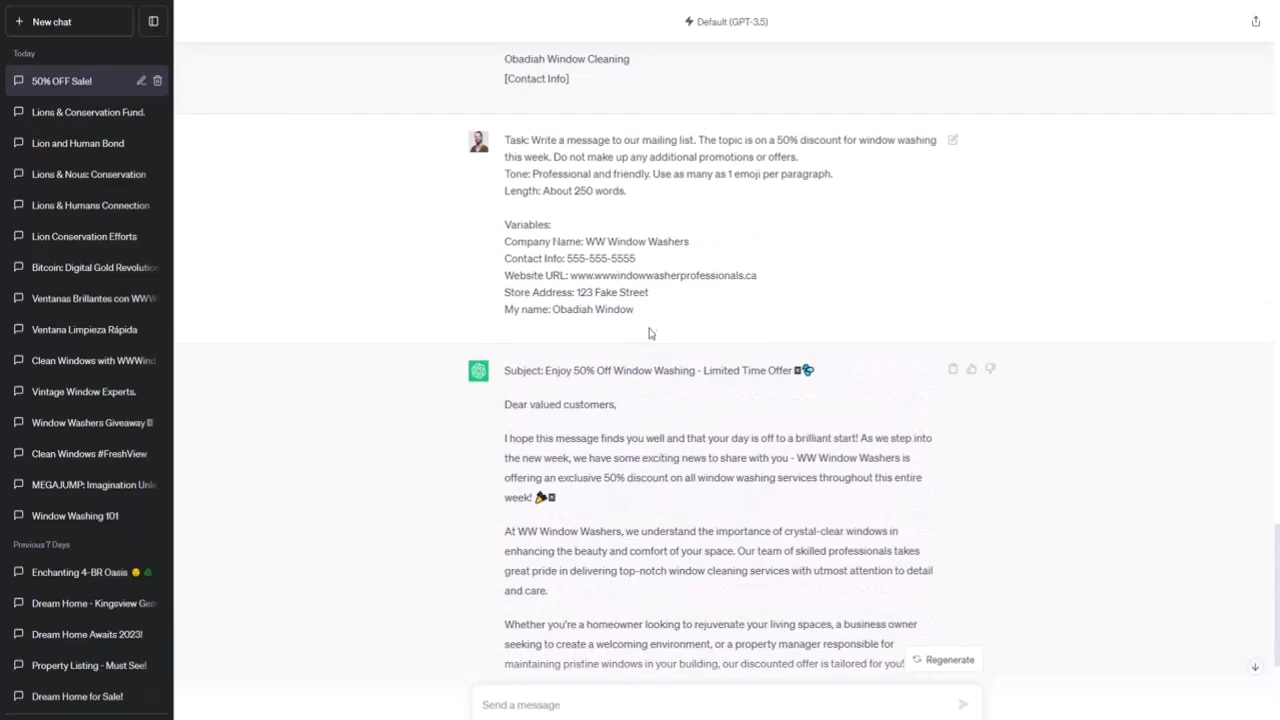 New chat
Today
50% OFF Sale!
Lions & Conservation Fund.
Lion and Human Bond
Lions & Nous: Conservation
Lions & Humans Connection
Lion Conservation Efforts
Bitcoin: Digital Gold Revolution
Ventanas Brillantes con WWW
Ventana Limpieza Rápida
Clean Windows with WWWind
Vintage Window Experts.
Window Washers Giveaway
Clean Windows #FreshView
MEGAJUMP: Imagination Unle
Window Washing 101
Previous 7 Days
Enchanting 4-BR Oasis 😮 🌲
Dream Home - Kingsview Gem
Dream Home Awaits 2023!
Property Listing - Must See!
Dream Home for Sale!
Default (GPT-3.5)
Obadiah Window Cleaning
[Contact Info]
Task: Write a message to our mailing list. The topic is on a 50% discount for window washing
this week. Do not make up any additional promotions or offers.
Tone: Professional and friendly. Use as many as 1 emoji per paragraph.
Length: About 250 words.
Variables:
Company Name: WW Window Washers
Contact Info: 555-555-5555
Website URL: www.wwindowwasherprofessionals.ca
Store Address: 123 Fake Street
My name: Obadiah Window
Subject: Enjoy 50% Off Window Washing - Limited Time Offer
Dear valued customers,
I hope this message finds you well and that your day is off to a brilliant start! As we step into
the new week, we have some exciting news to share with you - WW Window Washers is
offering an exclusive 50% discount on all window washing services throughout this entire
week! 🎉
At WW Window Washers, we understand the importance of crystal-clear windows in
enhancing the beauty and comfort of your space. Our team of skilled professionals takes
great pride in delivering top-notch window cleaning services with utmost attention to detail
and care.
Whether you're a homeowner looking to rejuvenate your living spaces, a business owner
seeking to create a welcoming environment, or a property manager responsible for
maintaining pristine windows in your building, our discounted offer is tailored for you!
Regenerate
Send a message